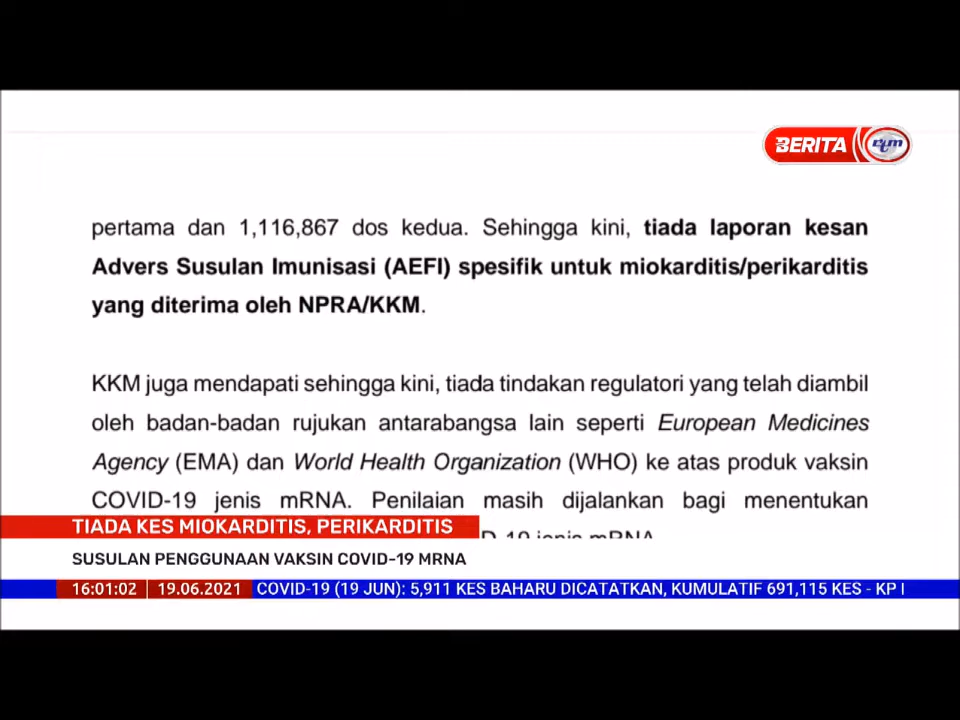 BERITA rtm
pertama dan 1,116,867 dos kedua. Sehingga kini, tiada laporan kesan
Advers Susulan Imunisasi (AEFI) spesifik untuk miokarditis/perikarditis
yang diterima oleh NPRA/KKM.
KKM juga mendapati sehingga kini, tiada tindakan regulatori yang telah diambil
oleh badan-badan rujukan antarabangsa lain seperti European Medicines
Agency (EMA) dan World Health Organization (WHO) ke atas produk vaksin
COVID-19 jenis mRNA. Penilaian masih dijalankan bagi menentukan
D-19 jenis mRNA
TIADA KES MIOKARDITIS, PERIKARDITIS
SUSULAN PENGGUNAAN VAKSIN COVID-19 MRNA
16:01:02 19.06.2021 COVID-19 (19 JUN): 5,911 KES BAHARU DICATATKAN, KUMULATIF 691,115 KES - KP